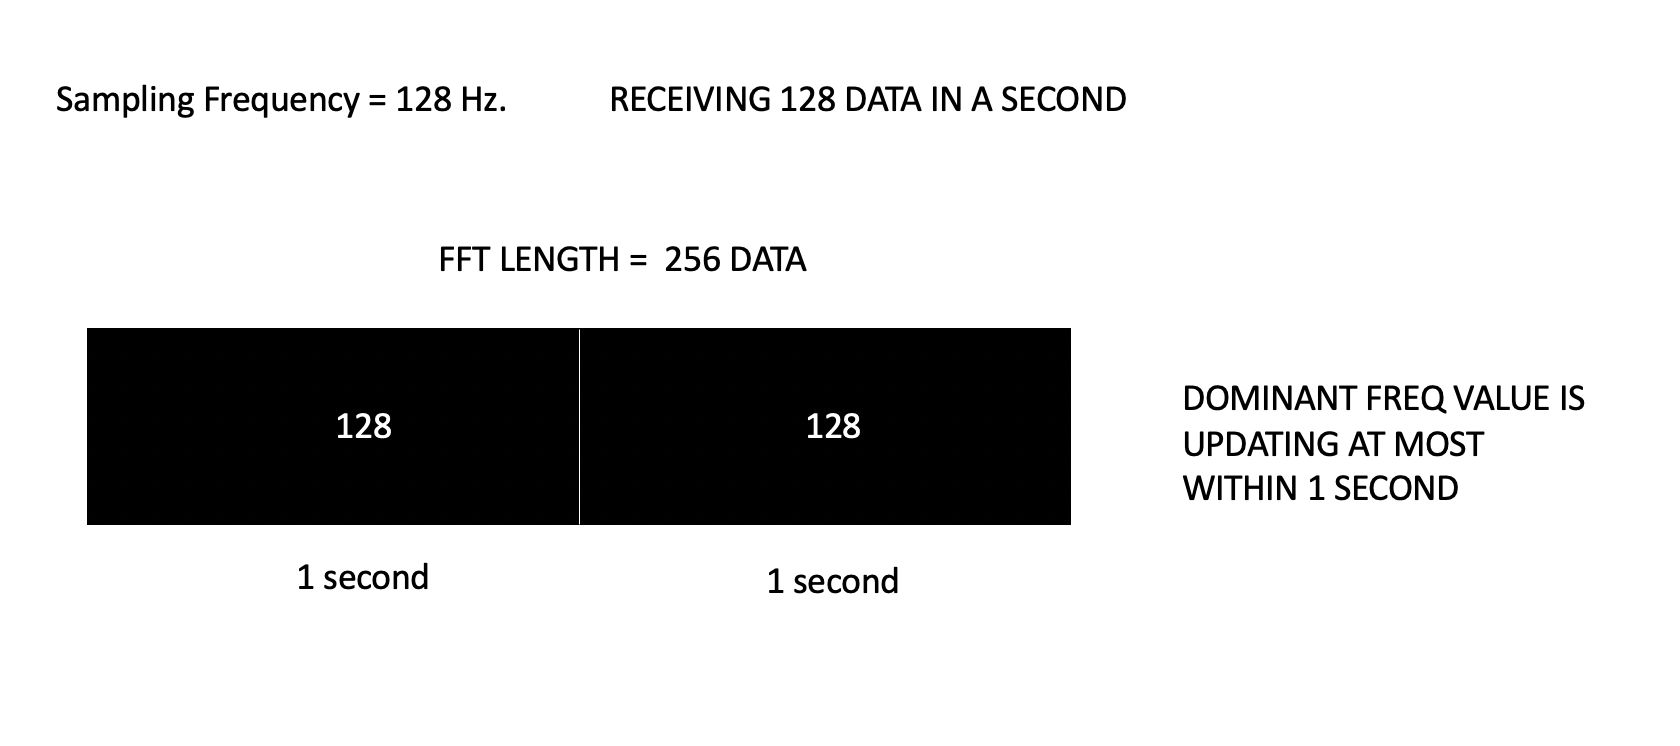 Sampling Frequency = 128 Hz.
RECEIVING 128 DATA IN A SECOND
FFT LENGTH = 256 DATA
128
128
DOMINANT FREQ VALUE IS
UPDATING AT MOST
WITHIN 1 SECOND
1 second
1 second